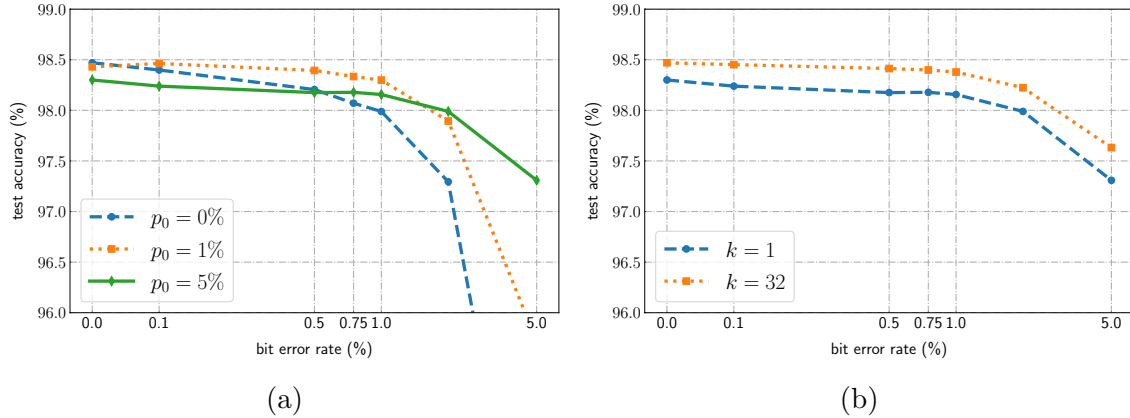 99.0
98.5
98.0
97.5
97.0
96.5
96.0
test accuracy (%)
p₀ = 0%
p₀ = 1%
p₀ = 5%
0.0 0.1 0.5 0.75 1.0 5.0
bit error rate (%)
(a)
99.0
98.5
98.0
97.5
97.0
96.5
96.0
test accuracy (%)
k = 1
k = 32
0.0 0.1 0.5 0.75 1.0 5.0
bit error rate (%)
(b)